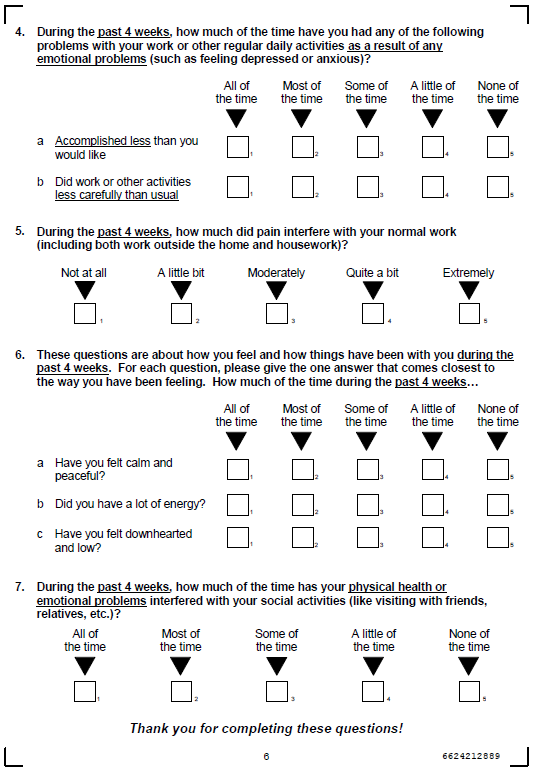 4. During the past 4 weeks, how much of the time have you had any of the following
problems with your work or other regular daily activities as a result of any
emotional problems (such as feeling depressed or anxious)?
All of Most of Some of A little of None of
the time the time the time the time the time
a Accomplished less than you
would like
1 2 3 4 5
b Did work or other activities
less carefully than usual
1 2 3 4 5
5. During the past 4 weeks, how much did pain interfere with your normal work
(including both work outside the home and housework)?
Not at all A little bit Moderately Quite a bit Extremely
1 2 3 4 5
6. These questions are about how you feel and how things have been with you during the
past 4 weeks. For each question, please give the one answer that comes closest to
the way you have been feeling. How much of the time during the past 4 weeks…
All of Most of Some of A little of None of
the time the time the time the time the time
a Have you felt calm and
peaceful?
1 2 3 4 5
b Did you have a lot of energy?
1 2 3 4 5
c Have you felt downhearted
and low?
1 2 3 4 5
7. During the past 4 weeks, how much of the time has your physical health or
emotional problems interfered with your social activities (like visiting with friends,
relatives, etc.)?
All of Most of Some of A little of None of
the time the time the time the time the time
1 2 3 4 5
Thank you for completing these questions!
6
6624212889